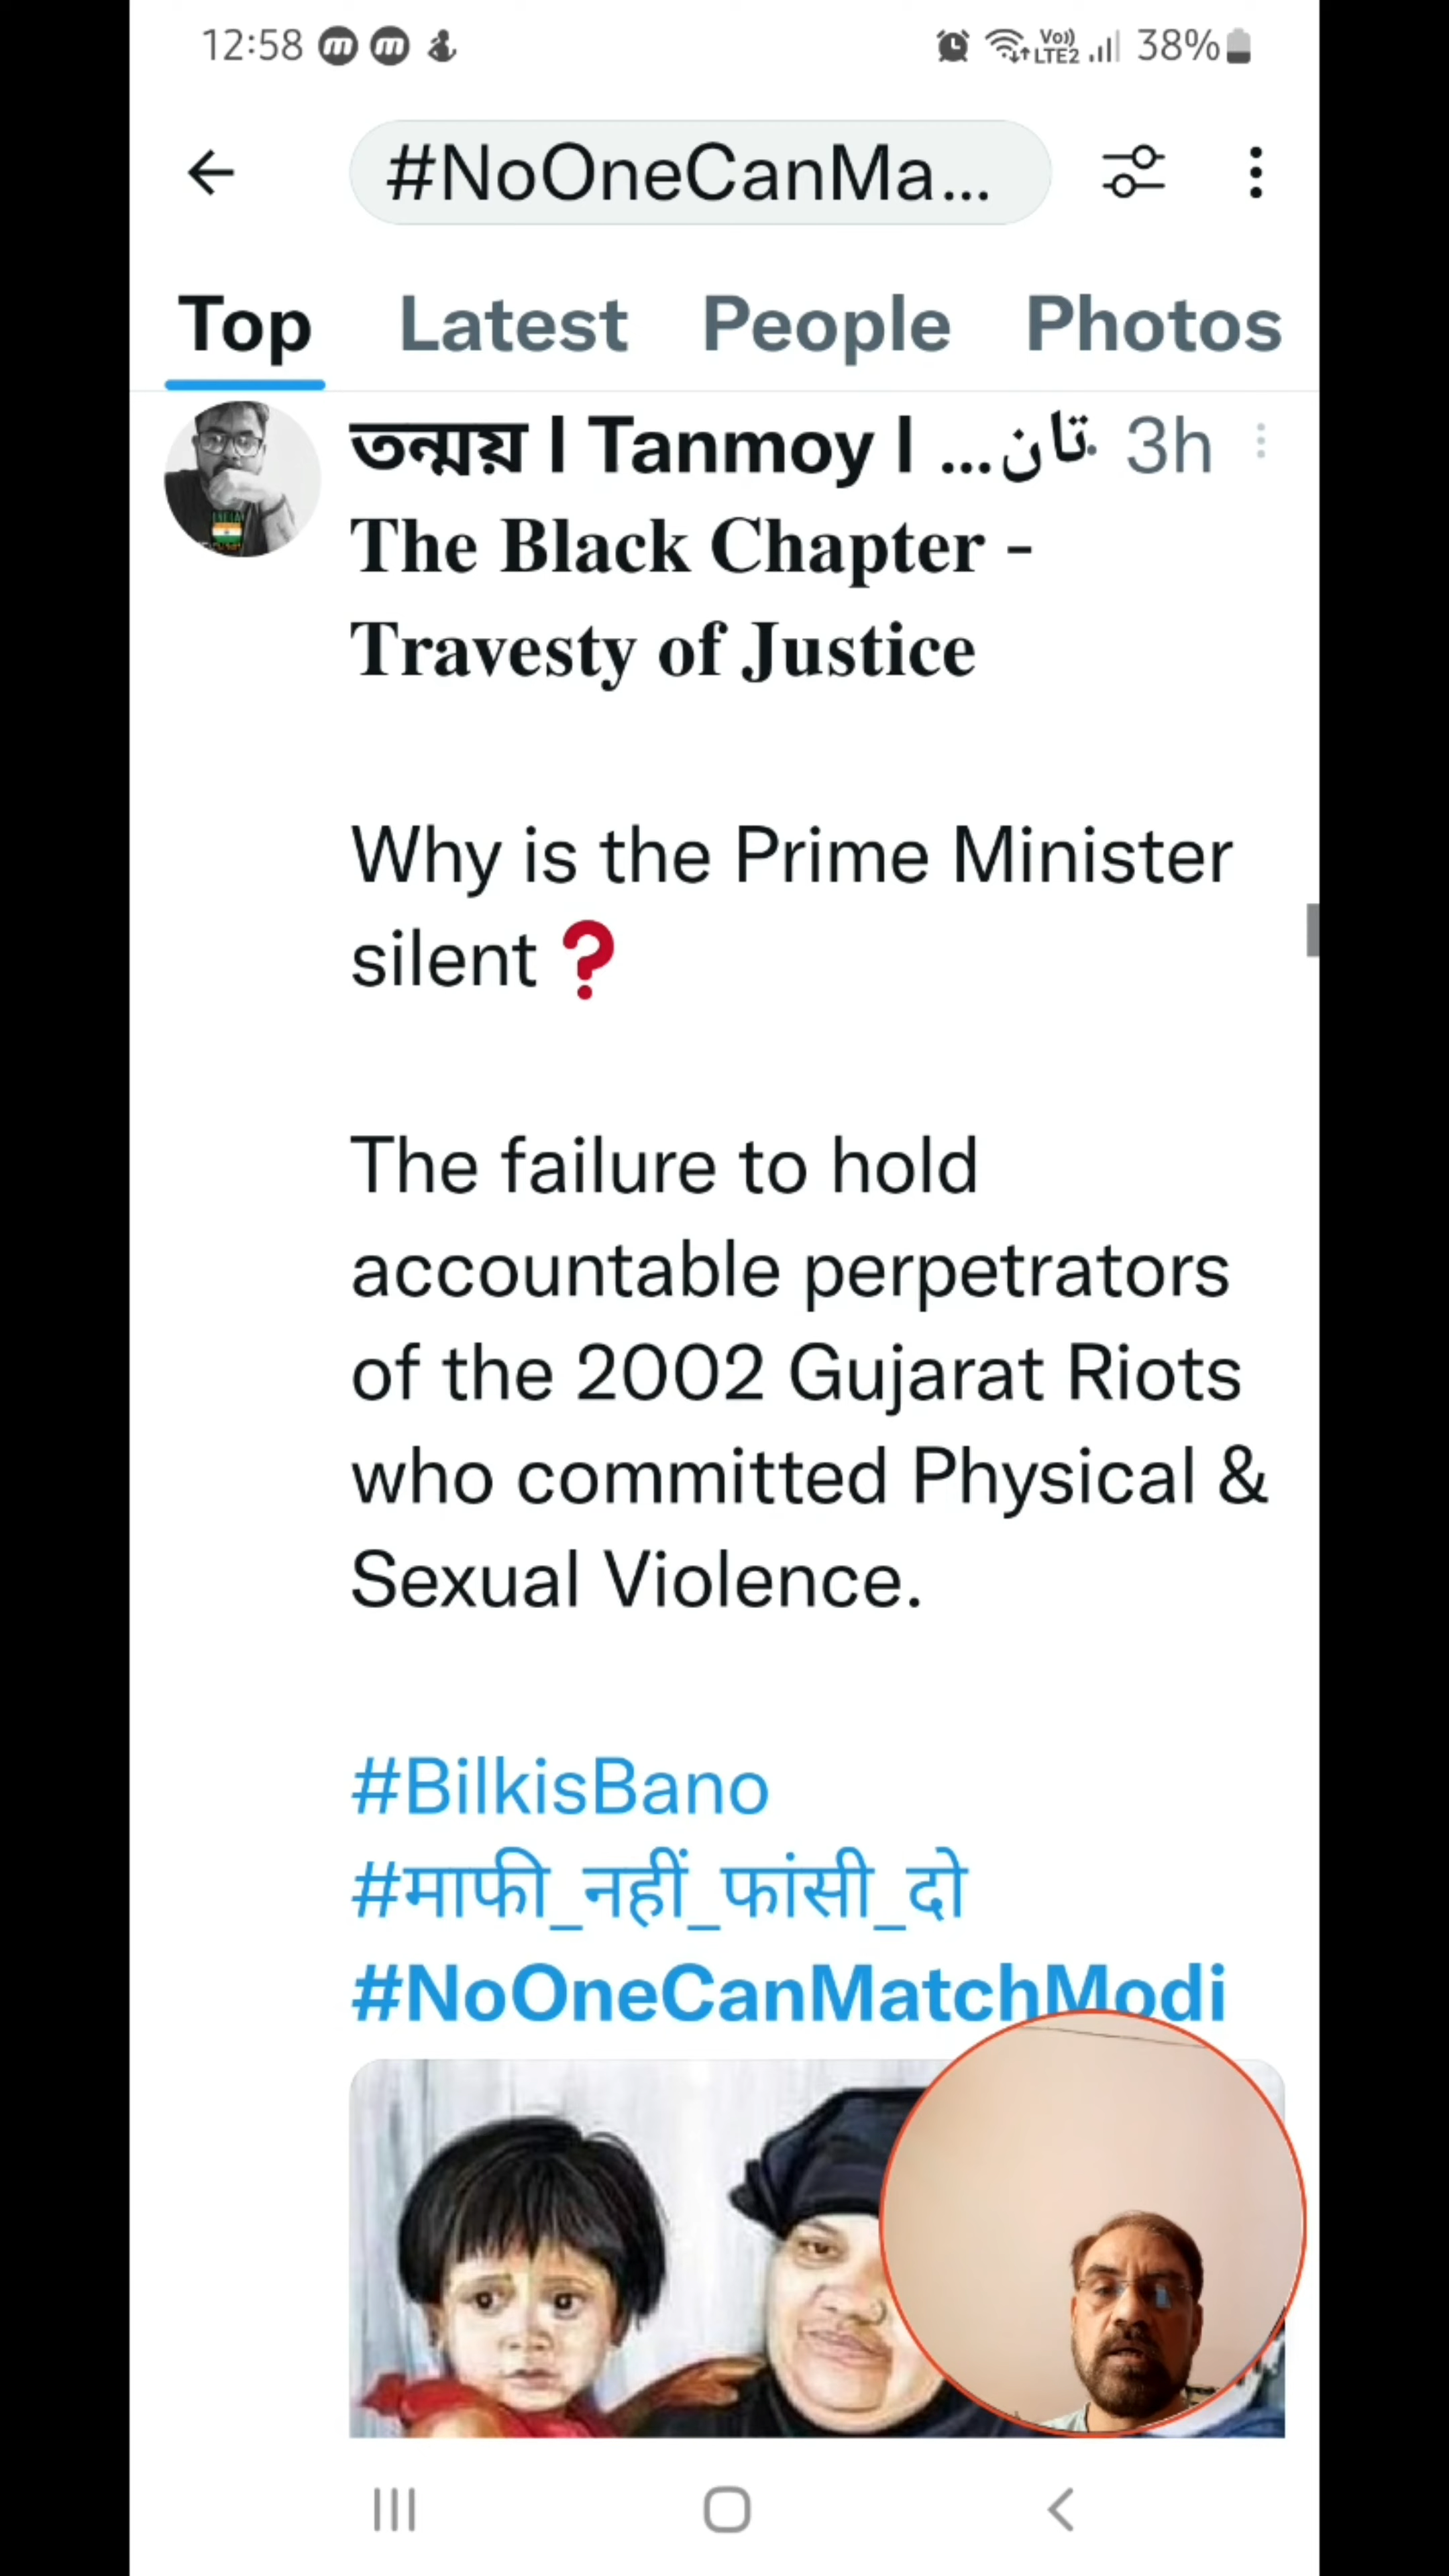 12:58
Vo))
LTE2
38%
#NoOneCanMa...
Top Latest People Photos
তন্ময় l Tanmoy l ...تان. 3h
The Black Chapter -
Travesty of Justice
Why is the Prime Minister
silent ❓
The failure to hold
accountable perpetrators
of the 2002 Gujarat Riots
who committed Physical &
Sexual Violence.
#BilkisBano
#माफी_नहीं_फांसी_दो
#NoOneCanMatchModi